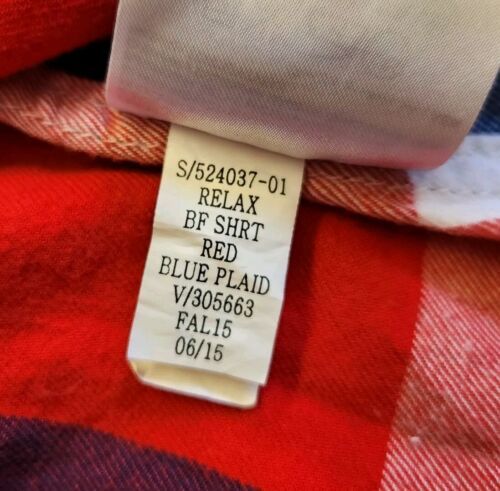 S/524037-01
RELAX
BF SHRT
RED
BLUE PLAID
V/305663
FAL15
06/15